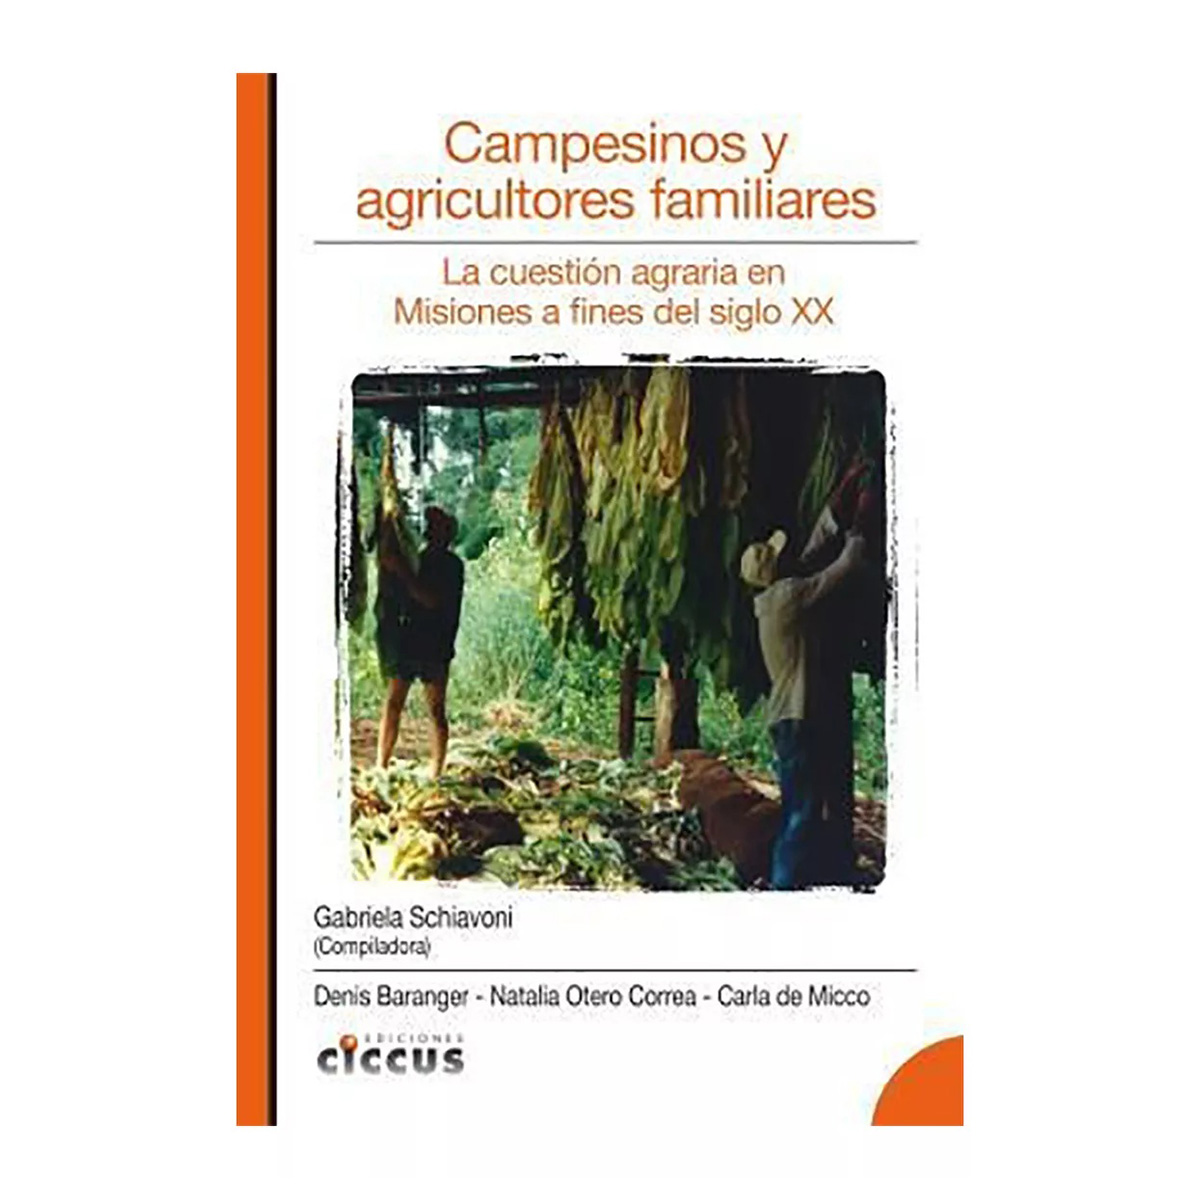 Campesinos y
agricultores familiares
La cuestión agraria en
Misiones a fines del siglo XX
Gabriela Schiavoni
(Compiladora)
Denis Baranger - Natalia Otero Correa - Carla de Micco
EDICIONES
CICCUS